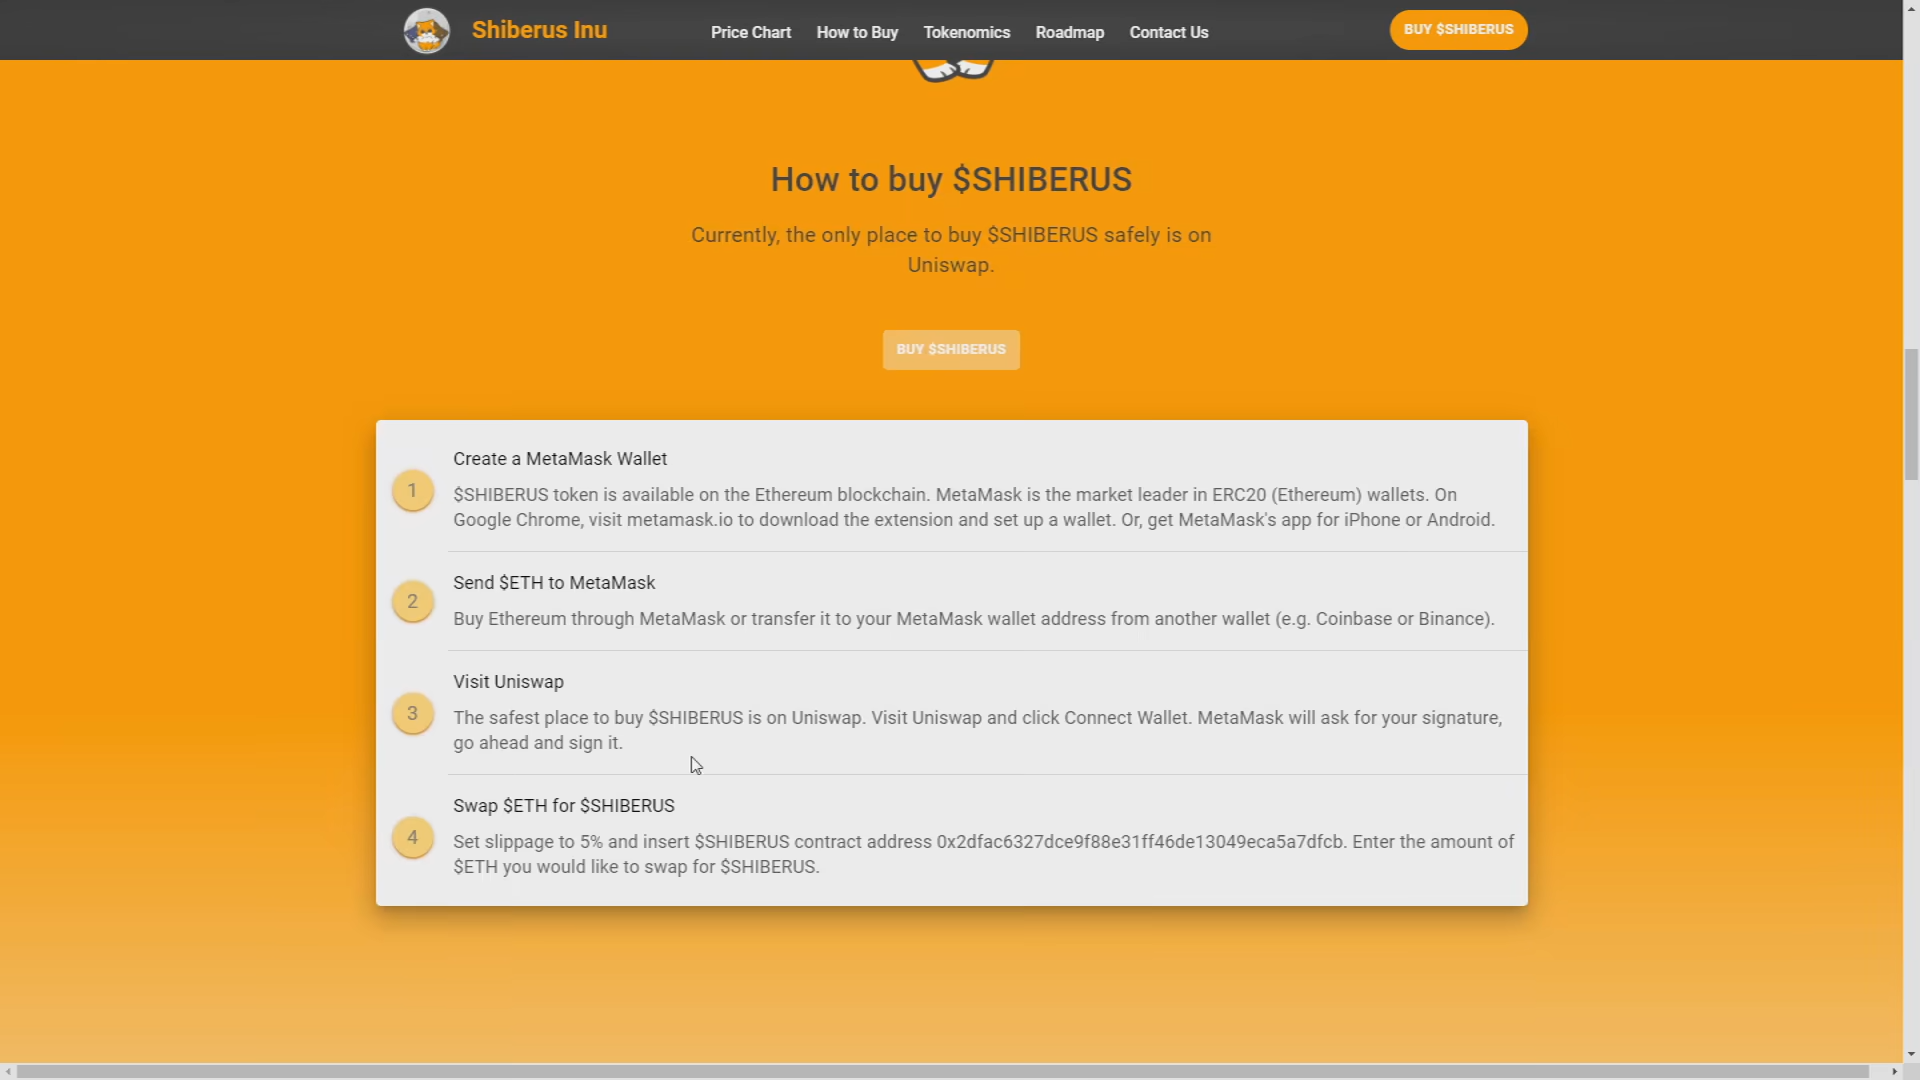 Shiberus Inu
Price Chart
How to Buy
Tokenomics
Roadmap
Contact Us
BUY $SHIBERUS
How to buy $SHIBERUS
Currently, the only place to buy $SHIBERUS safely is on
Uniswap.
BUY $SHIBERUS
1
Create a MetaMask Wallet
$SHIBERUS token is available on the Ethereum blockchain. MetaMask is the market leader in ERC20 (Ethereum) wallets. On
Google Chrome, visit metamask.io to download the extension and set up a wallet. Or, get MetaMask's app for iPhone or Android.
2
Send $ETH to MetaMask
Buy Ethereum through MetaMask or transfer it to your MetaMask wallet address from another wallet (e.g. Coinbase or Binance).
3
Visit Uniswap
The safest place to buy $SHIBERUS is on Uniswap. Visit Uniswap and click Connect Wallet. MetaMask will ask for your signature,
go ahead and sign it.
4
Swap $ETH for $SHIBERUS
Set slippage to 5% and insert $SHIBERUS contract address 0x2dfac6327dce9f88e31ff46de13049eca5a7dfcb. Enter the amount of
$ETH you would like to swap for $SHIBERUS.